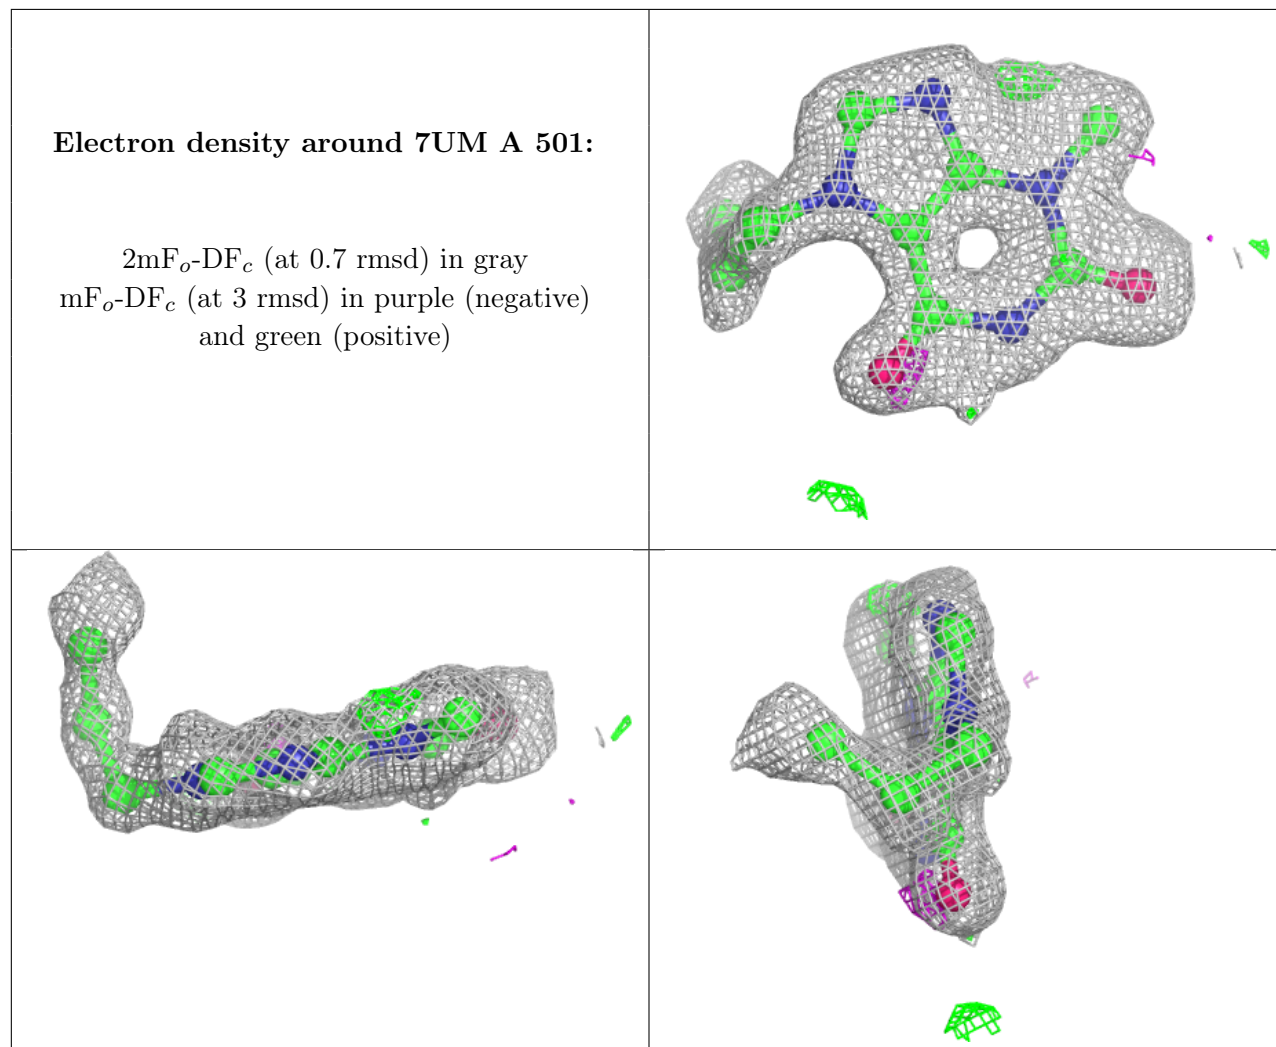 Electron density around 7UM A 501:
2mFo-DFc (at 0.7 rmsd) in gray
mFo-DFc (at 3 rmsd) in purple (negative)
and green (positive)